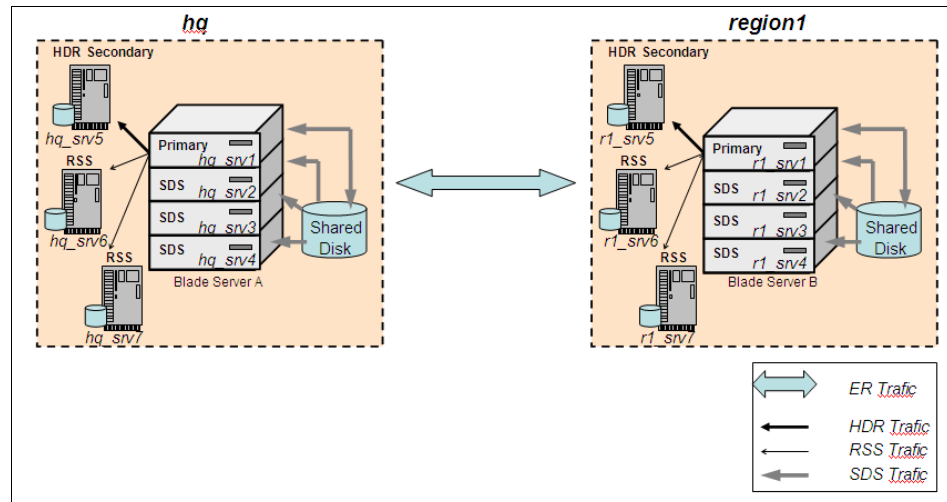 hq
HDR Secondary
hq_srv5
RSS
hq_srv6
RSS
hq_srv7
Primary
hq_srv1
SDS
hq_srv2
SDS
hq_srv3
SDS
hq_srv4
Blade Server A
Shared
Disk
region1
HDR Secondary
r1_srv5
RSS
r1_srv6
RSS
r1_srv7
Primary
r1_srv1
SDS
r1_srv2
SDS
r1_srv3
SDS
r1_srv4
Blade Server B
Shared
Disk
ER Trafic
HDR Trafic
RSS Trafic
SDS Trafic